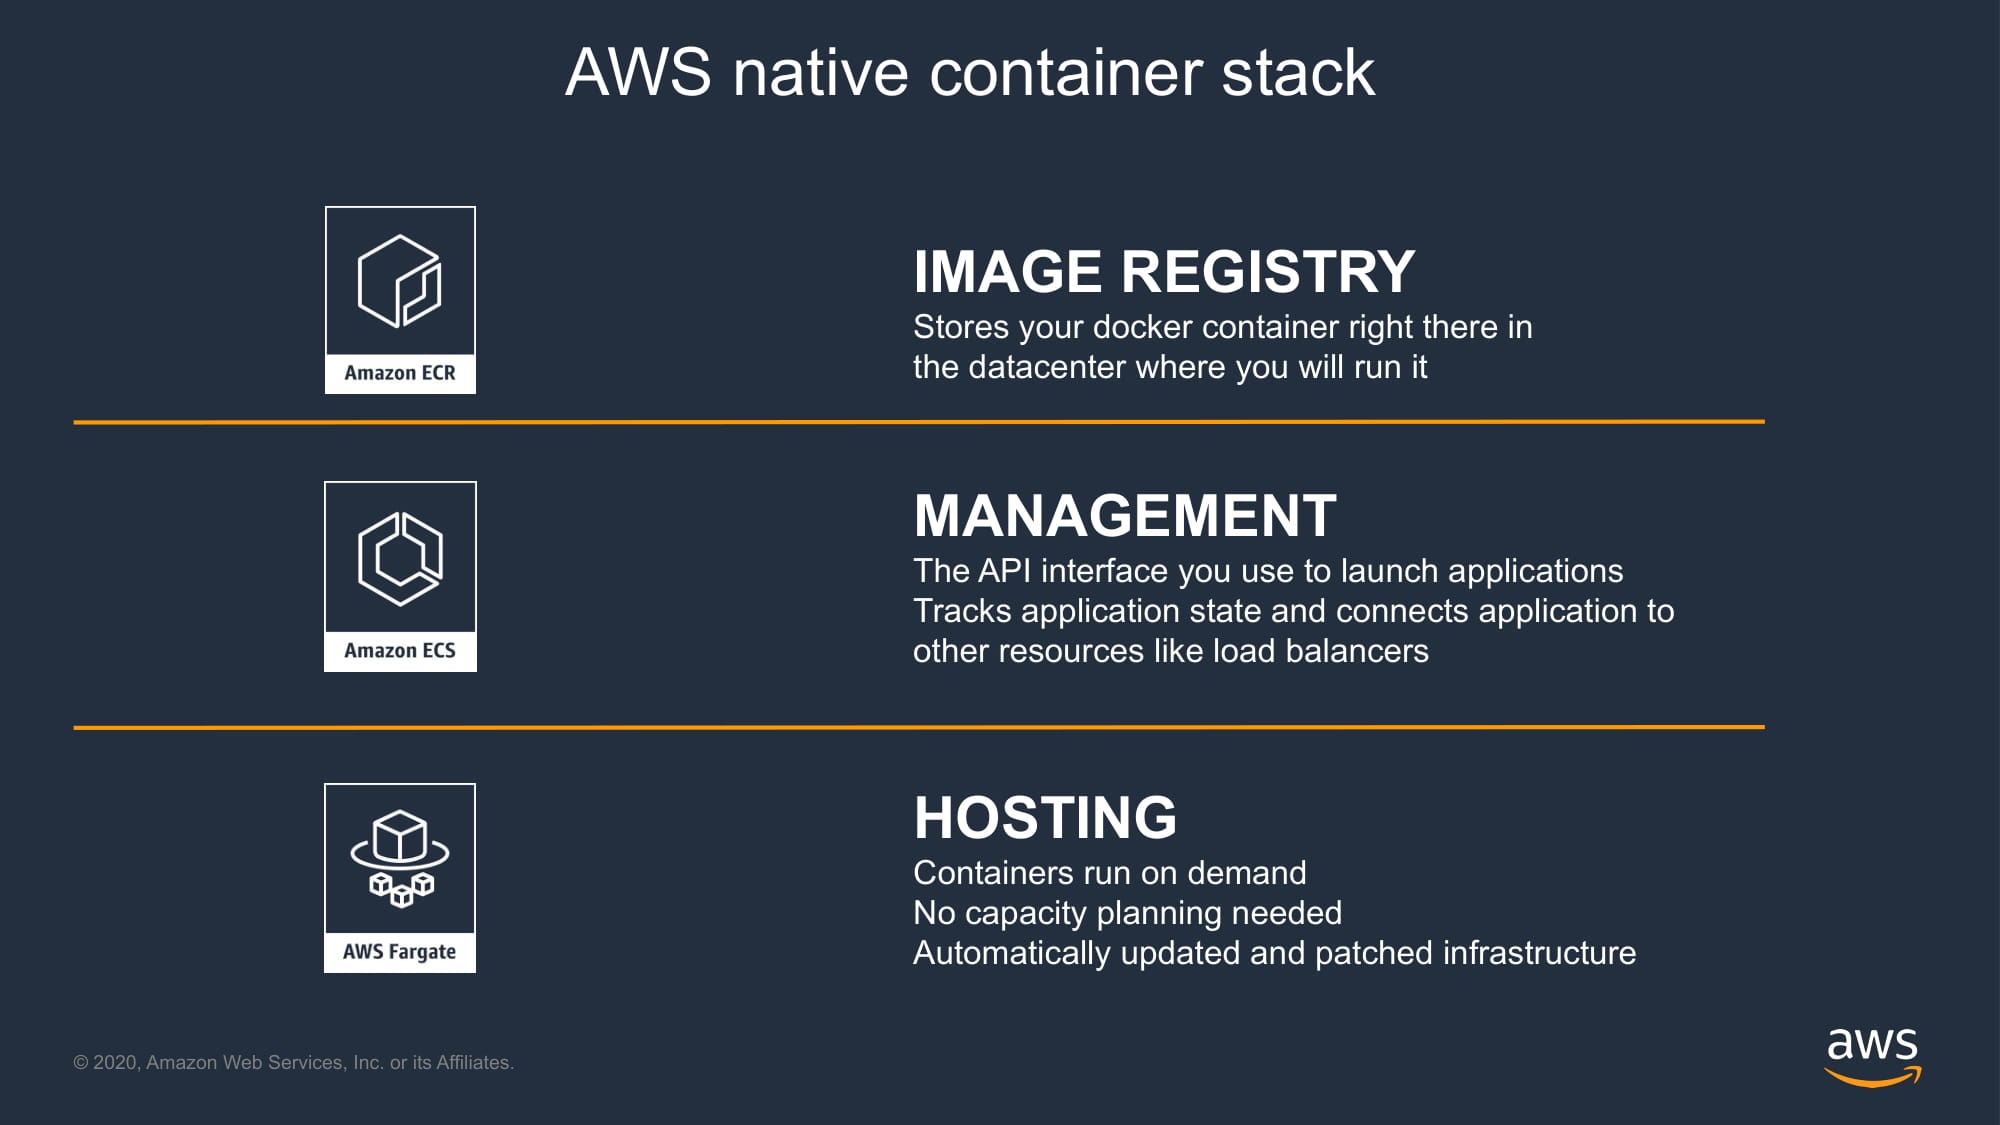 AWS native container stack
Amazon ECR
IMAGE REGISTRY
Stores your docker container right there in
the datacenter where you will run it
Amazon ECS
MANAGEMENT
The API interface you use to launch applications
Tracks application state and connects application to
other resources like load balancers
AWS Fargate
HOSTING
Containers run on demand
No capacity planning needed
Automatically updated and patched infrastructure
© 2020, Amazon Web Services, Inc. or its Affiliates.
aws